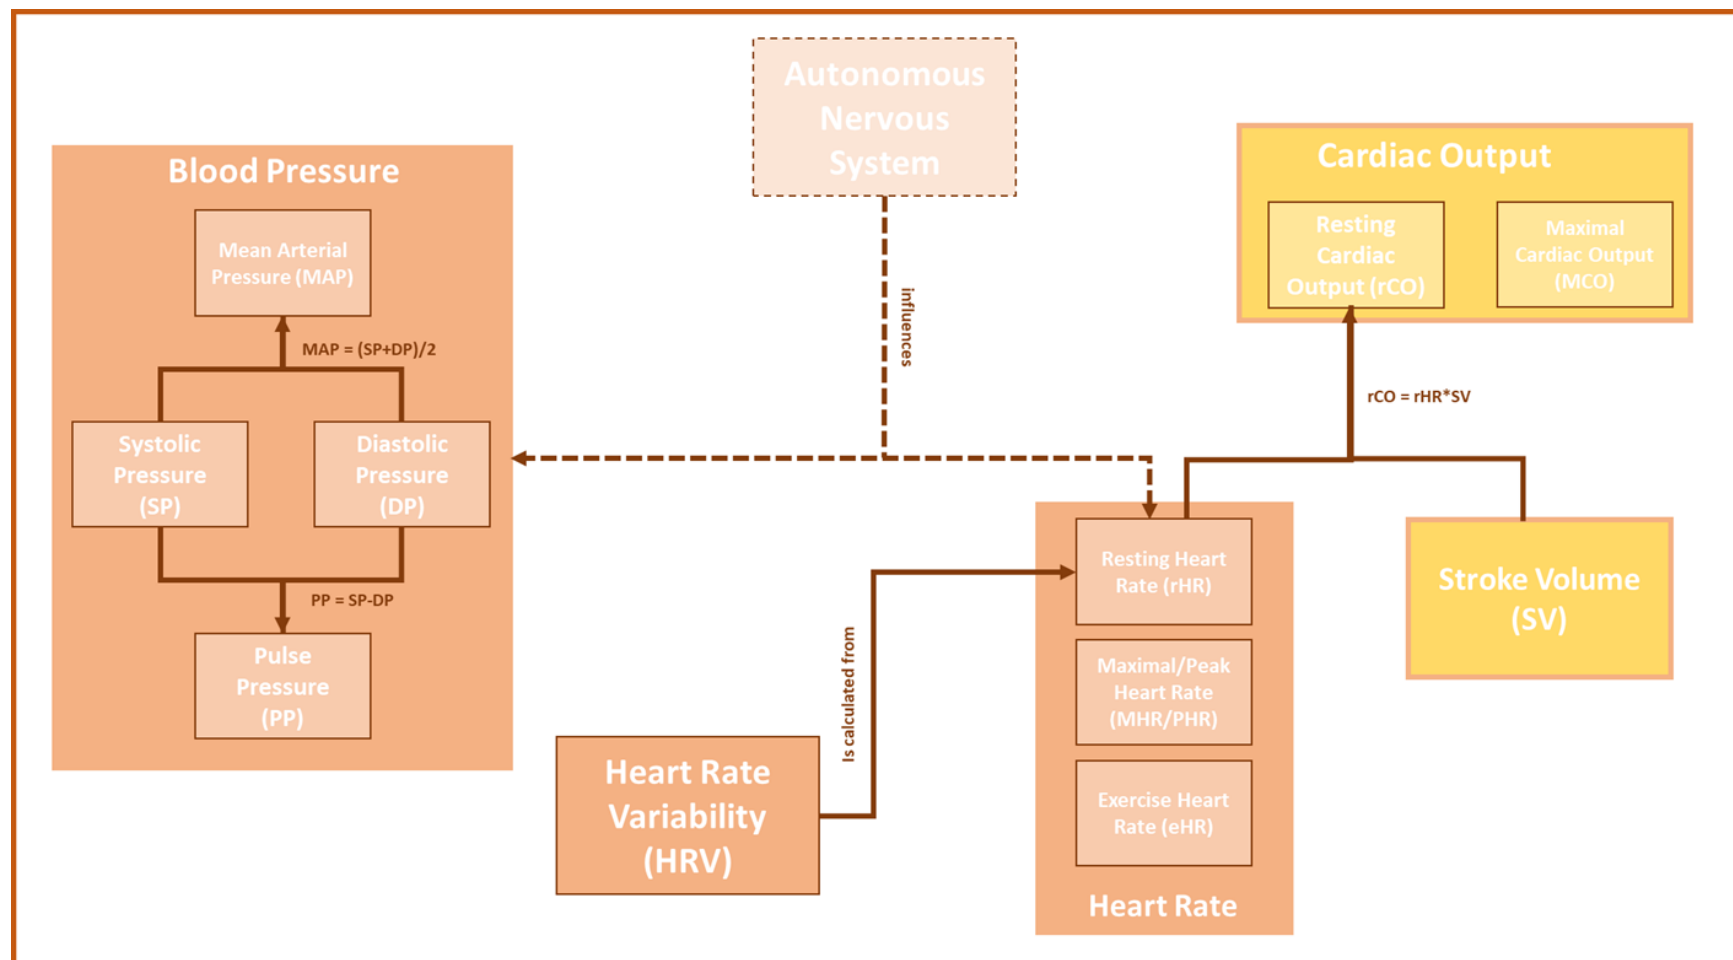 Autonomous
Nervous
System
influences
Blood Pressure
Mean Arterial
Pressure (MAP)
MAP = (SP+DP)/2
Systolic
Pressure
(SP)
Diastolic
Pressure
(DP)
PP = SP-DP
Pulse
Pressure
(PP)
Cardiac Output
Resting
Cardiac
Output (rCO)
Maximal
Cardiac Output
(MCO)
rCO = rHR*SV
Stroke Volume
(SV)
Resting Heart
Rate (rHR)
Maximal/Peak
Heart Rate
(MHR/PHR)
Exercise Heart
Rate (eHR)
Heart Rate
Is calculated from
Heart Rate
Variability
(HRV)